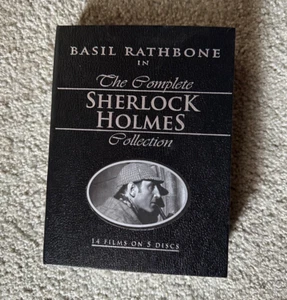 BASIL RATHBONE
IN
The Complete
SHERLOCK
HOLMES
Collection
14 FILMS ON 5 DISCS